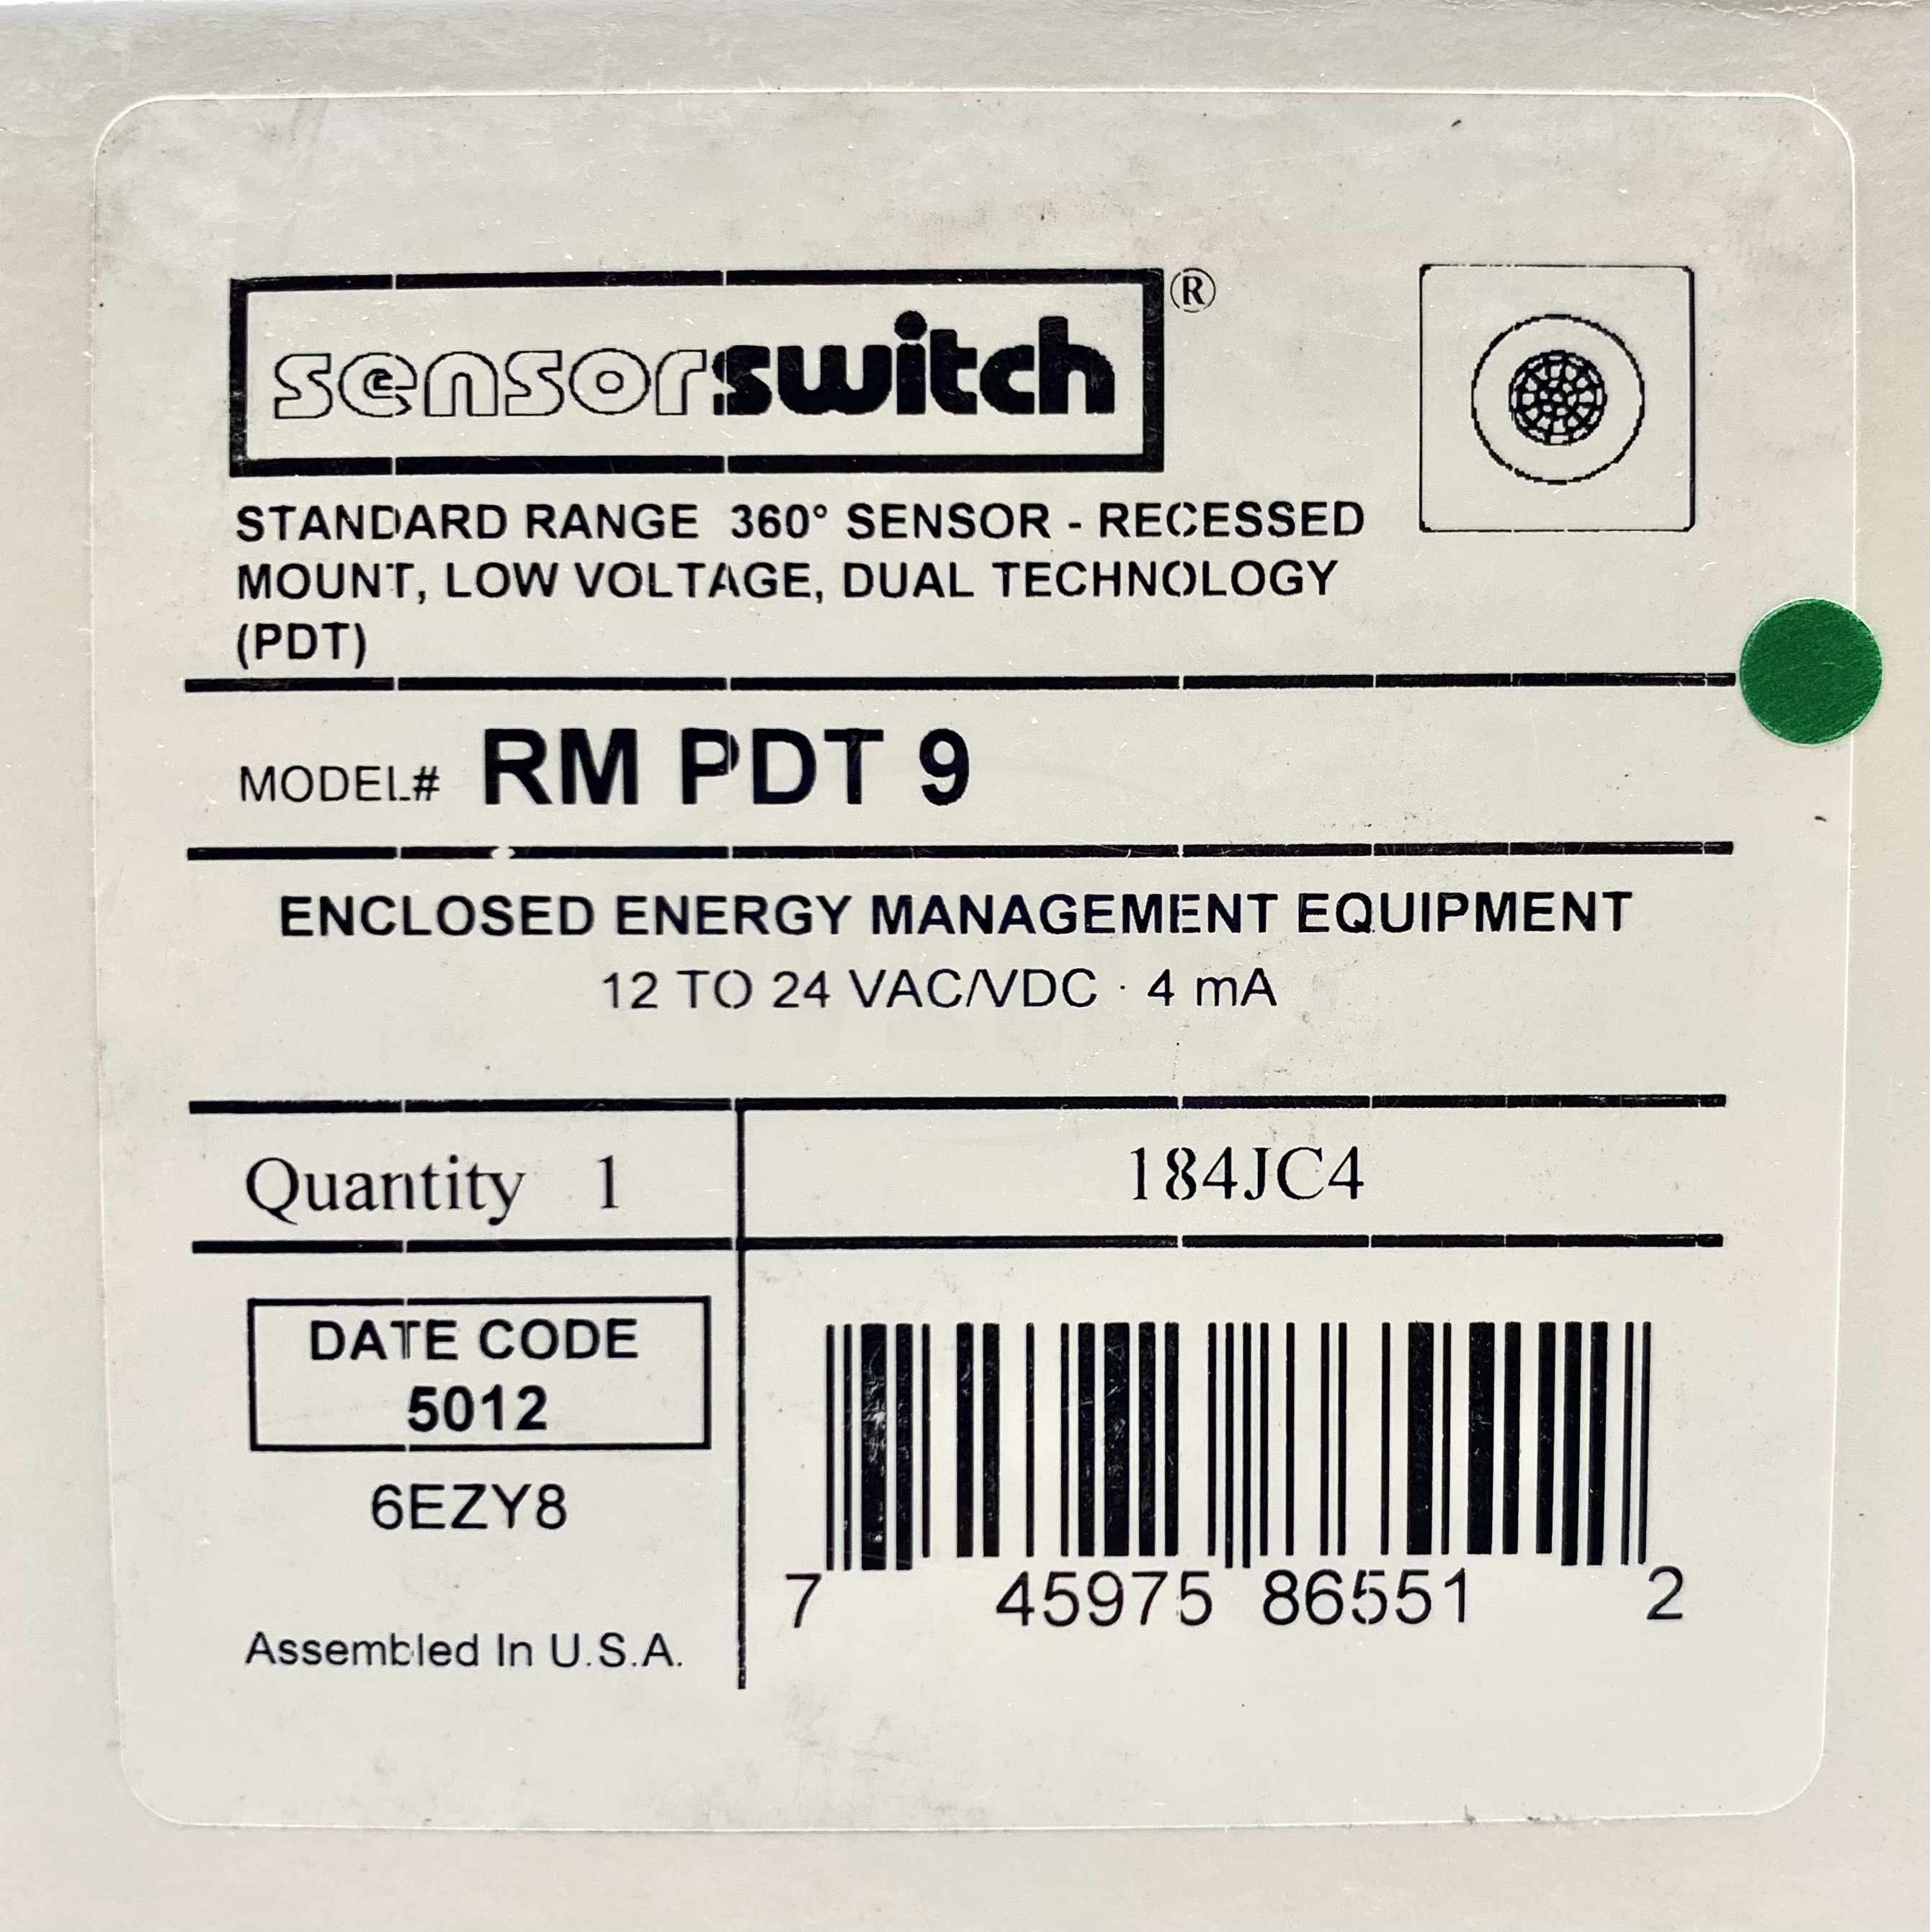 sensorswitch®
STANDARD RANGE 360° SENSOR - RECESSED
MOUNT, LOW VOLTAGE, DUAL TECHNOLOGY
(PDT)
MODEL# RM PDT 9
ENCLOSED ENERGY MANAGEMENT EQUIPMENT
12 TO 24 VAC/VDC · 4 mA
Quantity 1
184JC4
DATE CODE
5012
6EZY8
Assembled In U.S.A.
7 45975 86551 2